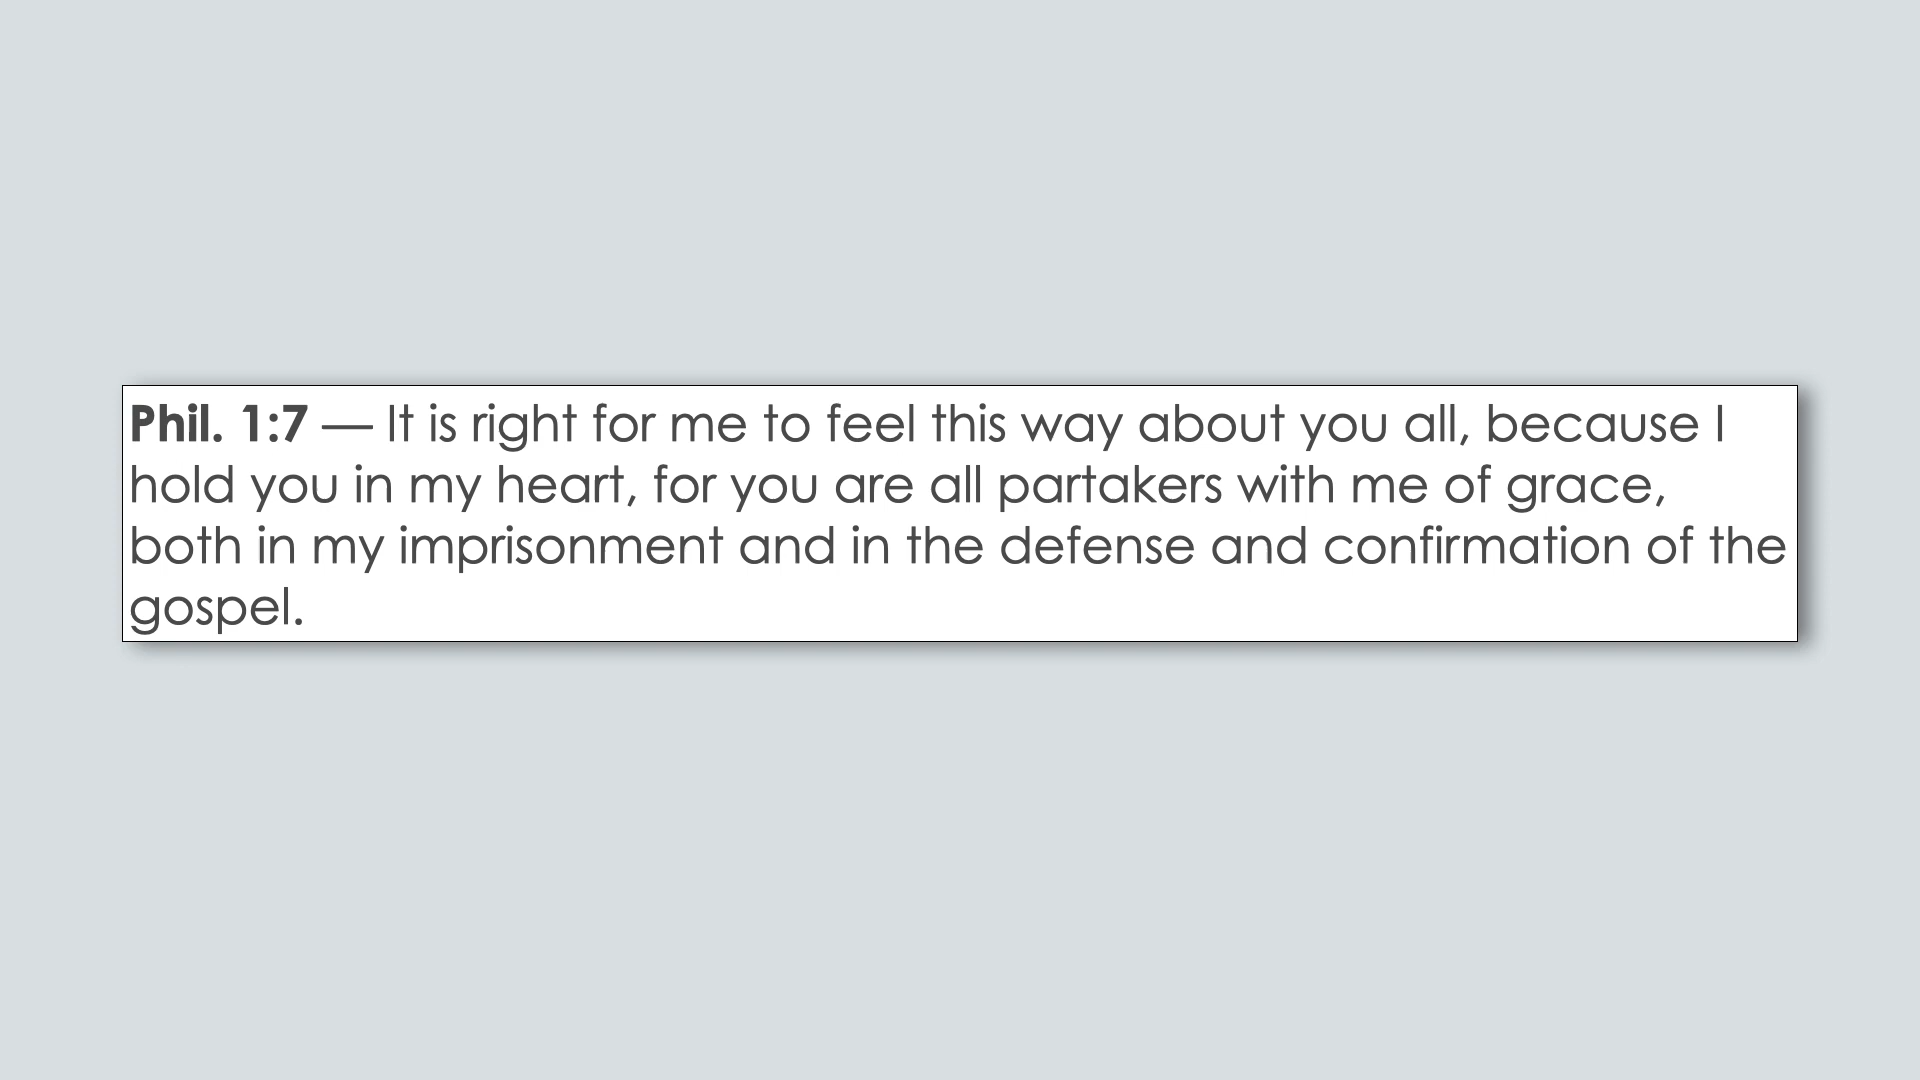 Phil. 1:7 — It is right for me to feel this way about you all, because I
hold you in my heart, for you are all partakers with me of grace,
both in my imprisonment and in the defense and confirmation of the
gospel.